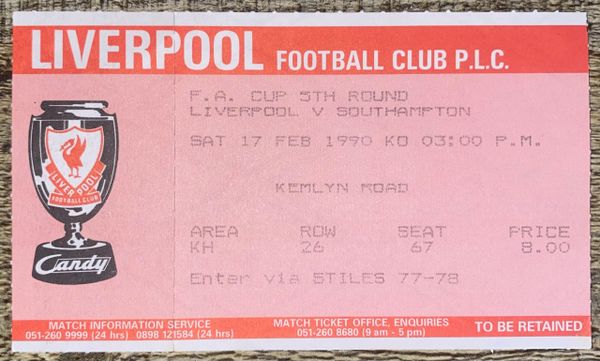 LIVERPOOL FOOTBALL CLUB P.L.C.
F.A. CUP 5TH ROUND
LIVERPOOL V SOUTHAMPTON
SAT 17 FEB 1990 KO 03:00 P.M.
KEMLYN ROAD
LIVERPOOL
FOOTBALL CLUB
Candy
AREA ROW SEAT PRICE
KH 26 67 8.00
Enter via STILES 77-78
MATCH INFORMATION SERVICE
051-260 9999 (24 hrs) 0898 121584 (24 hrs)
MATCH TICKET OFFICE, ENQUIRIES
051-260 8680 (9 am - 5 pm)
TO BE RETAINED